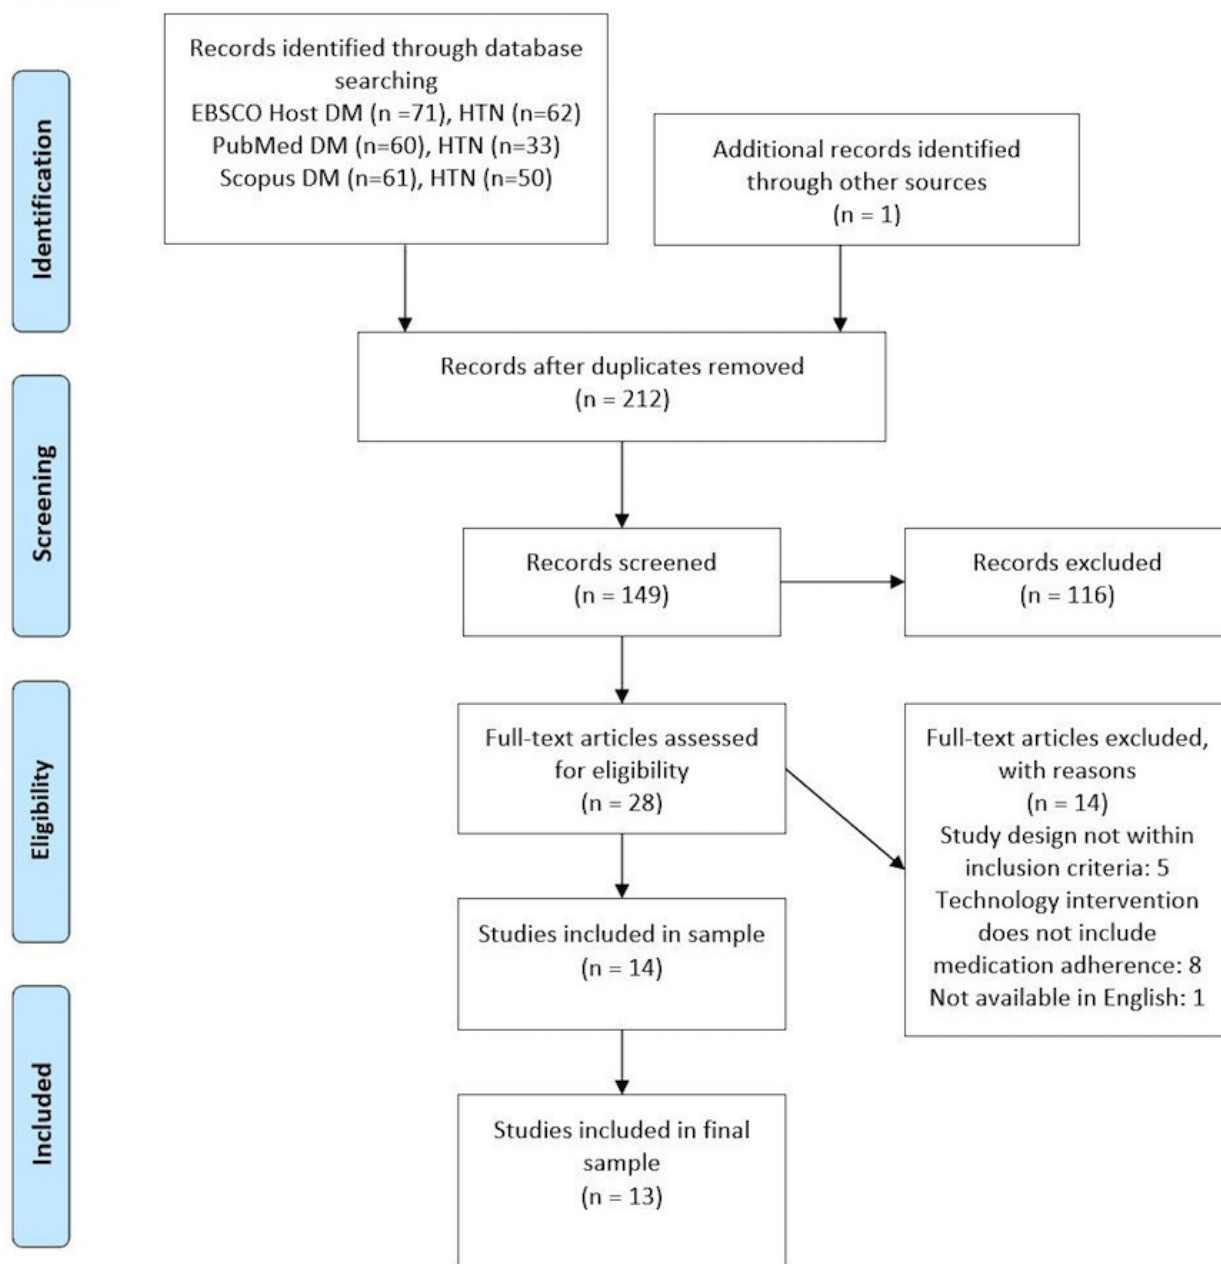 Identification
Records identified through database
searching
EBSCO Host DM (n =71), HTN (n=62)
PubMed DM (n=60), HTN (n=33)
Scopus DM (n=61), HTN (n=50)
Additional records identified
through other sources
(n = 1)
Records after duplicates removed
(n = 212)
Screening
Records screened
(n = 149)
Records excluded
(n = 116)
Eligibility
Full-text articles assessed
for eligibility
(n = 28)
Full-text articles excluded,
with reasons
(n = 14)
Study design not within
inclusion criteria: 5
Technology intervention
does not include
medication adherence: 8
Not available in English: 1
Studies included in sample
(n = 14)
Included
Studies included in final
sample
(n = 13)